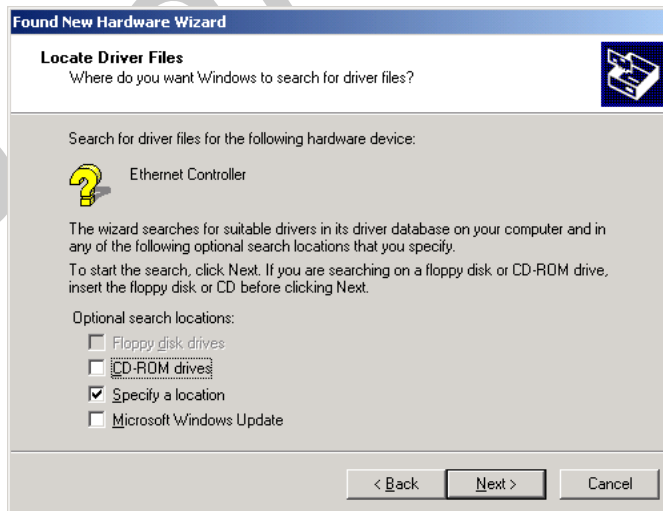 Found New Hardware Wizard
Locate Driver Files
Where do you want Windows to search for driver files?
Search for driver files for the following hardware device:
Ethernet Controller
The wizard searches for suitable drivers in its driver database on your computer and in
any of the following optional search locations that you specify.
To start the search, click Next. If you are searching on a floppy disk or CD-ROM drive,
insert the floppy disk or CD before clicking Next.
Optional search locations:
Floppy disk drives
CD-ROM drives
Specify a location
Microsoft Windows Update
< Back Next > Cancel